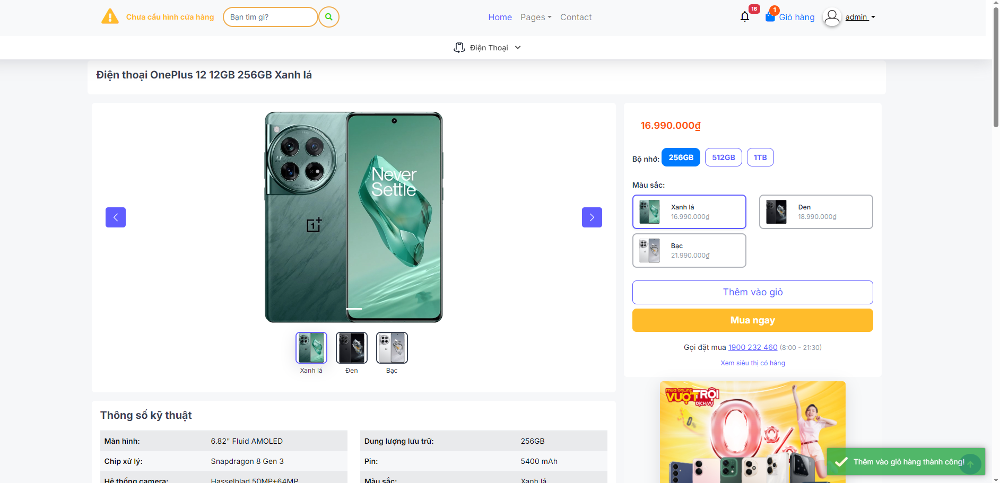 Chưa cấu hình cửa hàng
Bạn tìm gì?
Home
Pages
Contact
16
1
Giỏ hàng
admin
Điện Thoại
Điện thoại OnePlus 12 12GB 256GB Xanh lá
Never
Settle
1+
Xanh lá
Đen
Bạc
16.990.000₫
Bộ nhớ:
256GB
512GB
1TB
Màu sắc:
Xanh lá
16.990.000₫
Đen
18.990.000₫
Bạc
21.990.000₫
Thêm vào giỏ
Mua ngay
Gọi đặt mua 1900 232 460 (8:00 - 21:30)
Xem siêu thị có hàng
Thông số kỹ thuật
Màn hình: 6.82" Fluid AMOLED
Chip xử lý: Snapdragon 8 Gen 3
Hệ thống camera: Hasselblad 50MP+64MP
Dung lượng lưu trữ: 256GB
Pin: 5400 mAh
Màu sắc: Xanh lá
MUA ONLINE
VƯỢT TRỘI
DỊCH VỤ
0%
%
0%
Thêm vào giỏ hàng thành công!